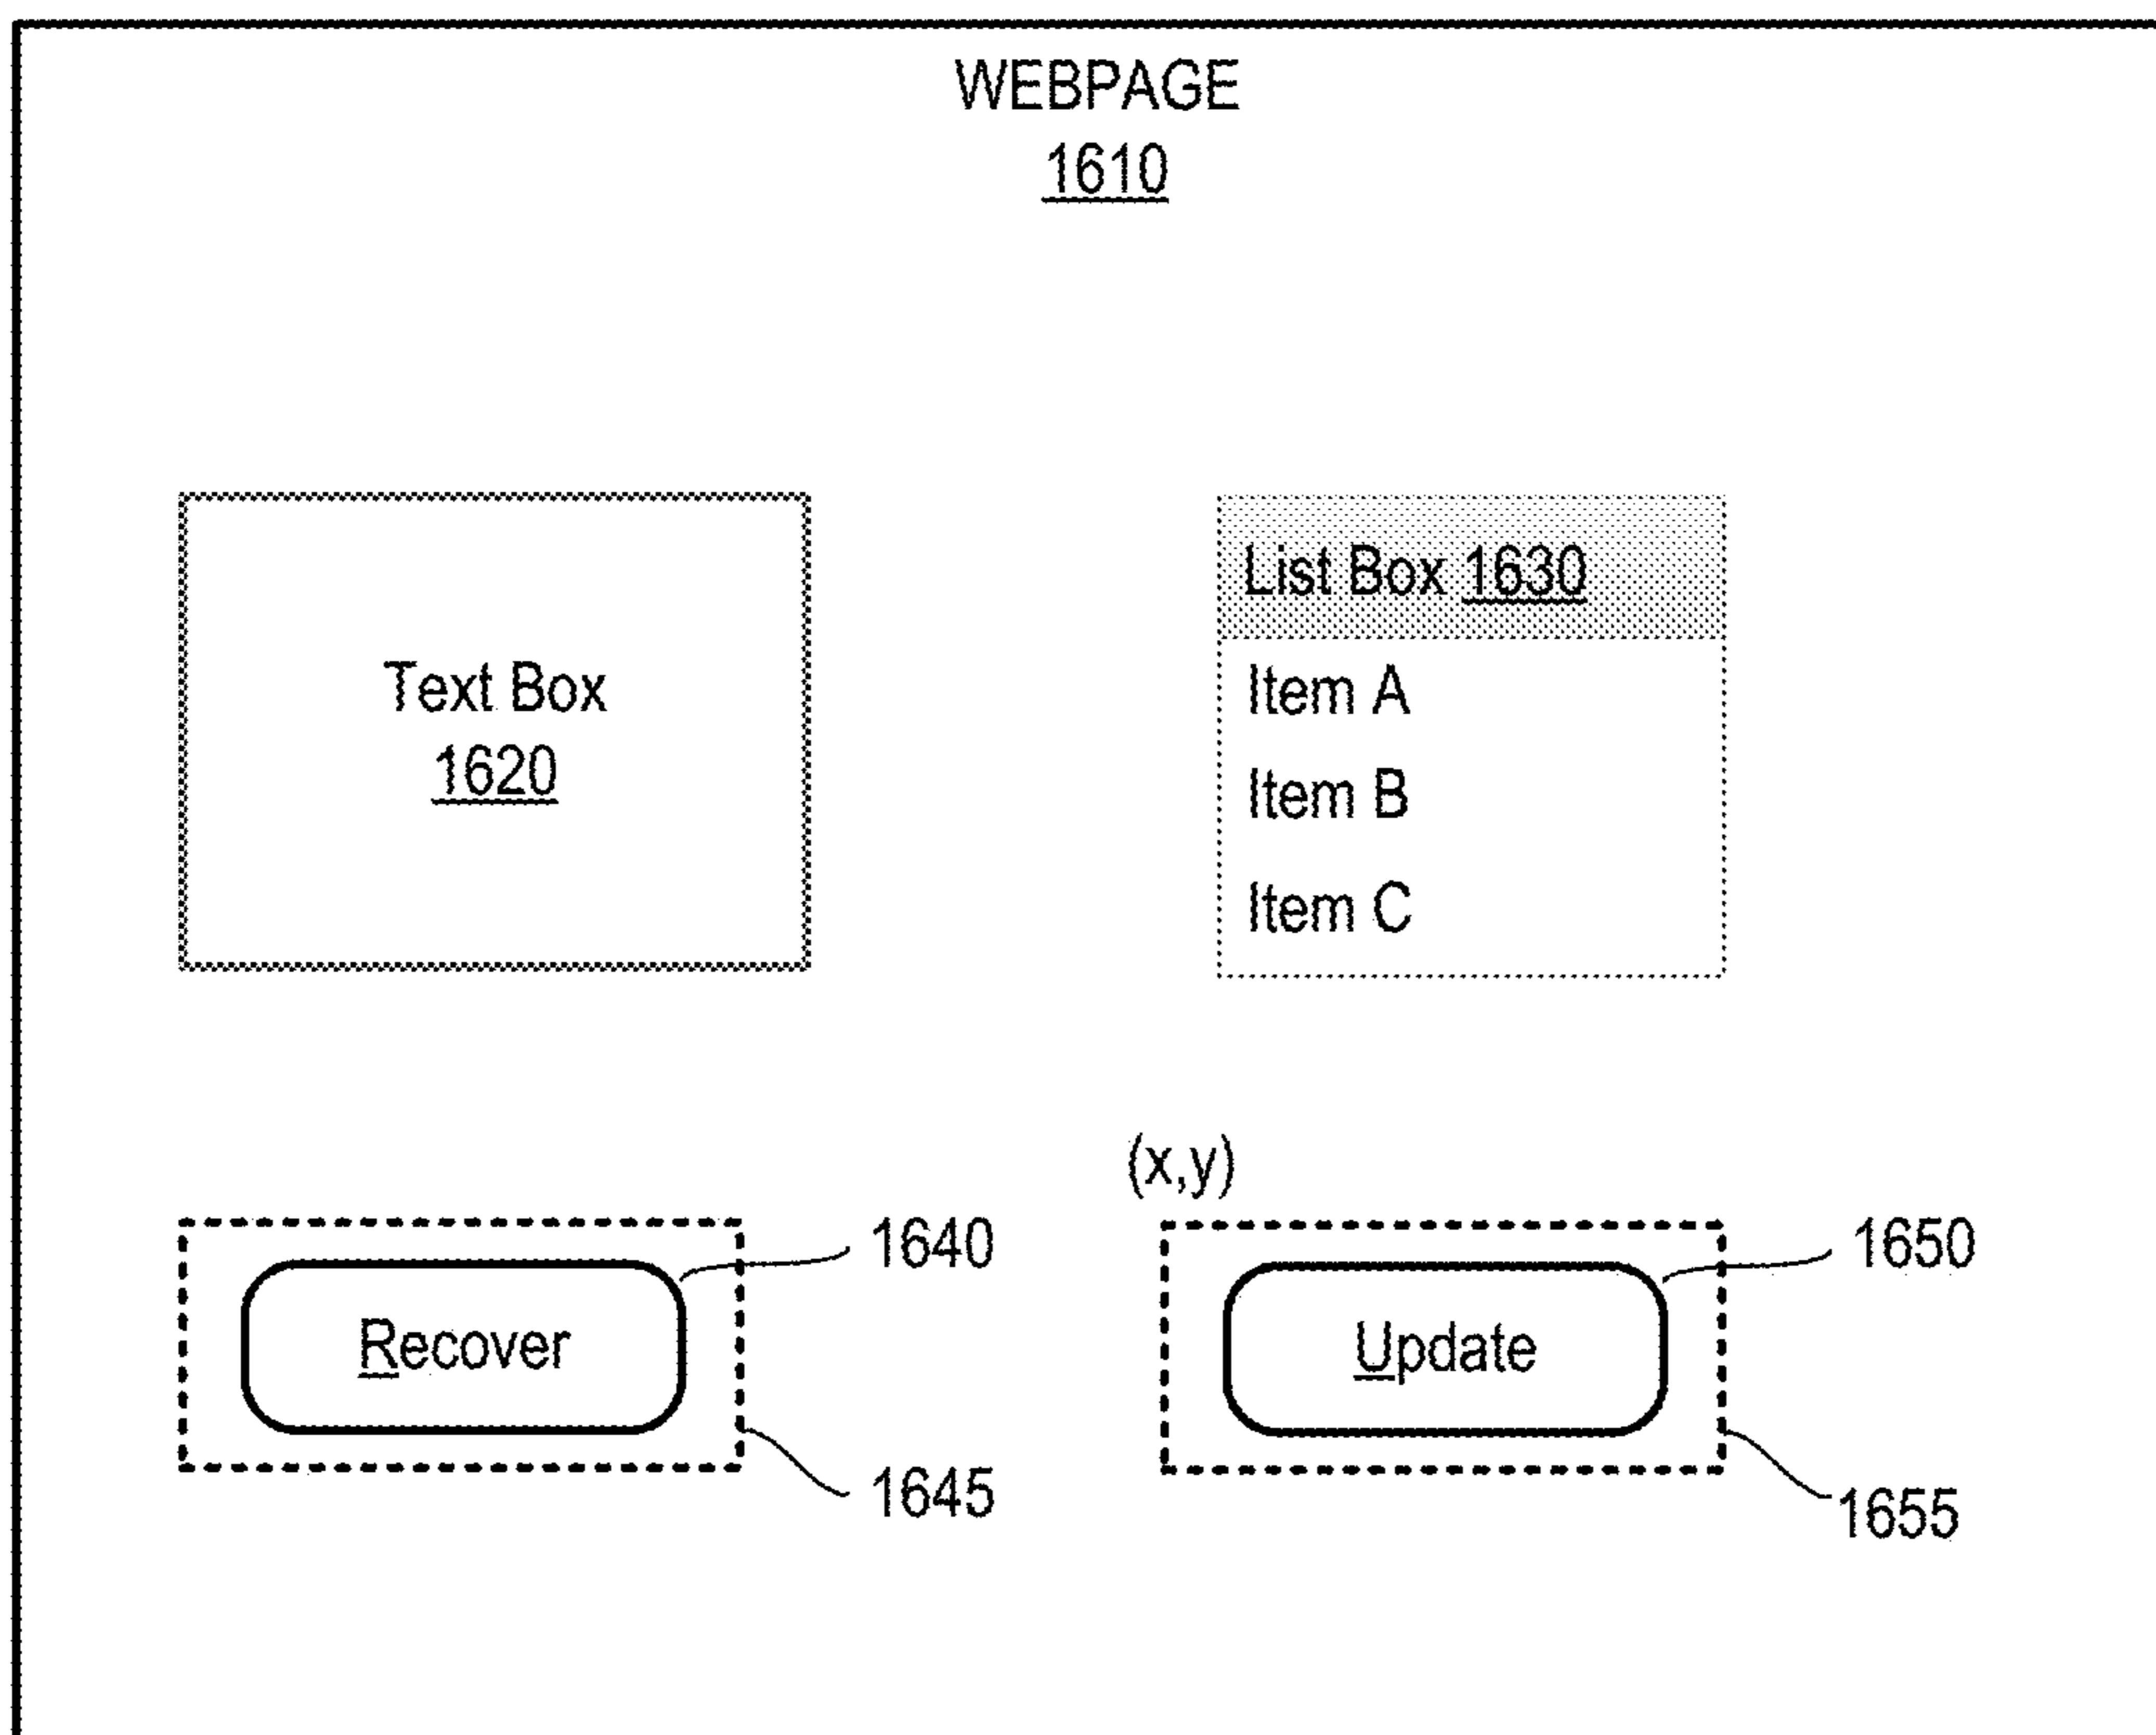 WEBPAGE
1610
Text Box
1620
List Box 1630
Item A
Item B
Item C
(x,y)
Recover
1640
1645
Update
1650
1655